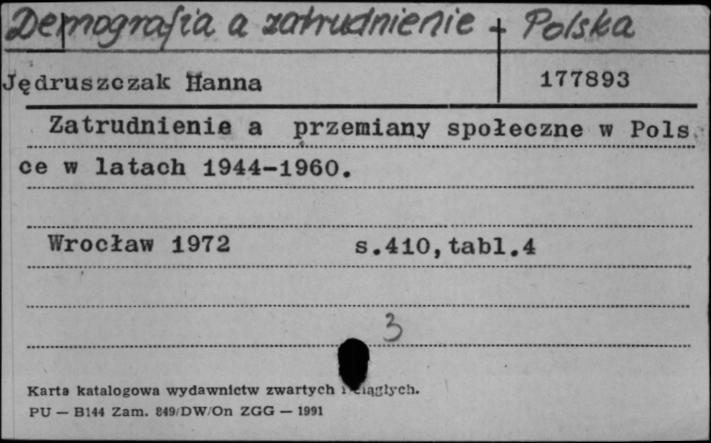 Demografia a zatrudnienie - Polska
Jędruszczak Hanna 177893
Zatrudnienie a przemiany społeczne w Pols
ce w latach 1944-1960.
Wrocław 1972 s.410,tabl.4
3
Karta katalogowa wydawnictw zwartych i ciągłych.
PU — B144 Zam. 849/DW/On ZGG — 1991